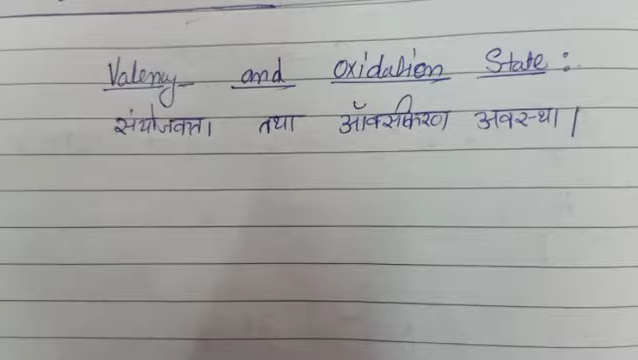 Valency and Oxidation State :
संयोजकता तथा ऑक्सीकरण अवस्था |